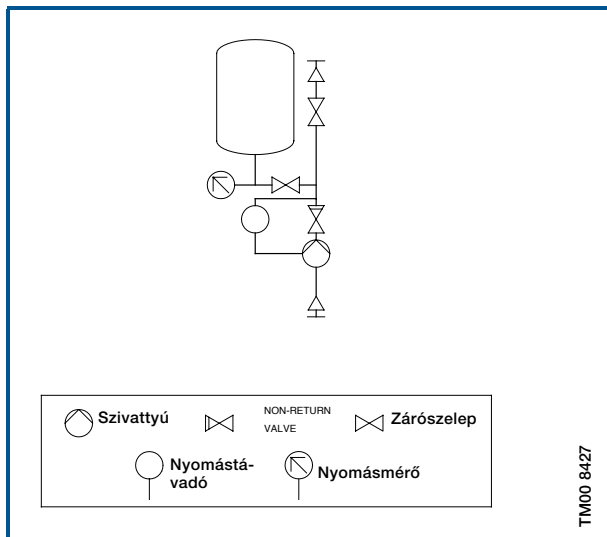 Szivattyú
NON-RETURN
VALVE
Zárószelep
Nyomástá-
vadó
Nyomásmérő
TM00 8427